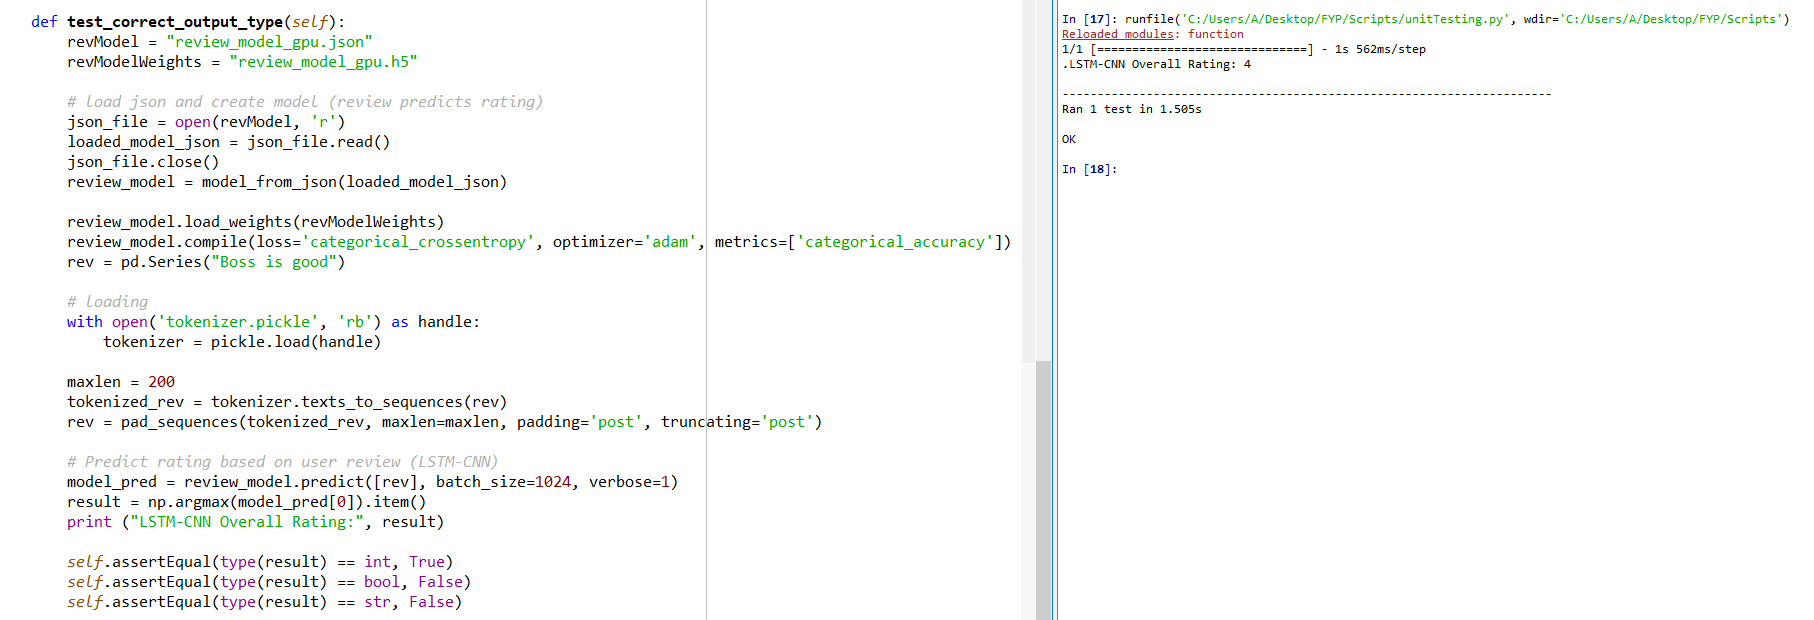 def test_correct_output_type(self):
revModel = "review_model_gpu.json"
revModelWeights = "review_model_gpu.h5"
# load json and create model (review predicts rating)
json_file = open(revModel, 'r')
loaded_model_json = json_file.read()
json_file.close()
review_model = model_from_json(loaded_model_json)
review_model.load_weights(revModelWeights)
review_model.compile(loss='categorical_crossentropy', optimizer='adam', metrics=['categorical_accuracy'])
rev = pd.Series("Boss is good")
# loading
with open('tokenizer.pickle', 'rb') as handle:
tokenizer = pickle.load(handle)
maxlen = 200
tokenized_rev = tokenizer.texts_to_sequences(rev)
rev = pad_sequences(tokenized_rev, maxlen=maxlen, padding='post', truncating='post')
# Predict rating based on user review (LSTM-CNN)
model_pred = review_model.predict([rev], batch_size=1024, verbose=1)
result = np.argmax(model_pred[0]).item()
print ("LSTM-CNN Overall Rating:", result)
self.assertEqual(type(result) == int, True)
self.assertEqual(type(result) == bool, False)
self.assertEqual(type(result) == str, False)
In [17]: runfile('C:/Users/A/Desktop/FYP/Scripts/unitTesting.py', wdir='C:/Users/A/Desktop/FYP/Scripts')
Reloaded modules: function
1/1 [==============================] - 1s 562ms/step
.LSTM-CNN Overall Rating: 4
----------------------------------------------------------------------
Ran 1 test in 1.505s
OK
In [18]: